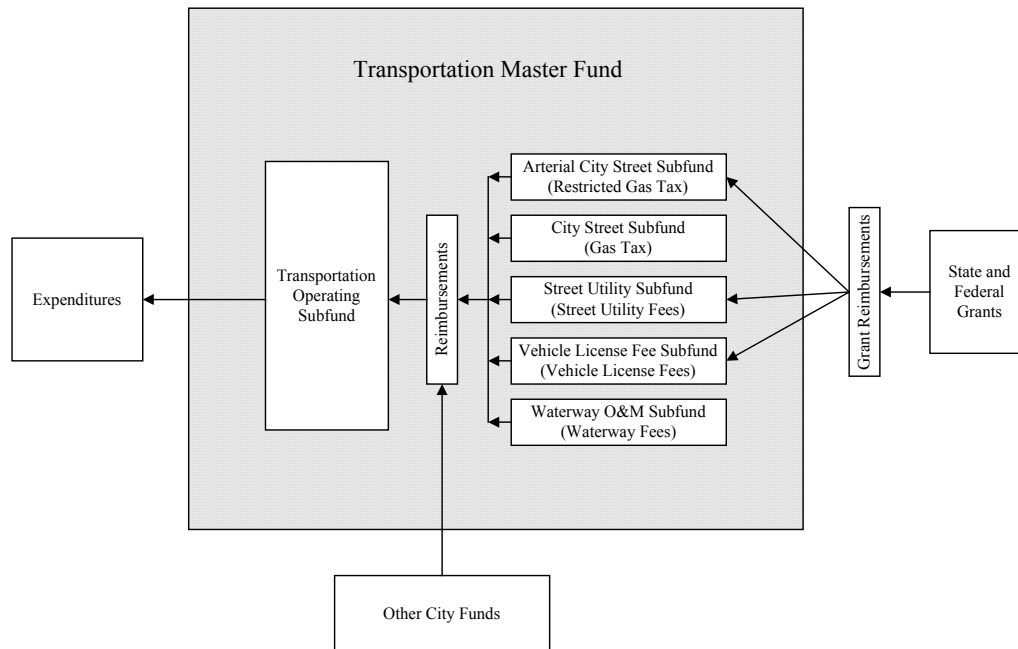 Transportation Master Fund
Expenditures
Transportation
Operating
Subfund
Reimbursements
Arterial City Street Subfund
(Restricted Gas Tax)
City Street Subfund
(Gas Tax)
Street Utility Subfund
(Street Utility Fees)
Vehicle License Fee Subfund
(Vehicle License Fees)
Waterway O&M Subfund
(Waterway Fees)
Grant Reimbursements
State and
Federal
Grants
Other City Funds